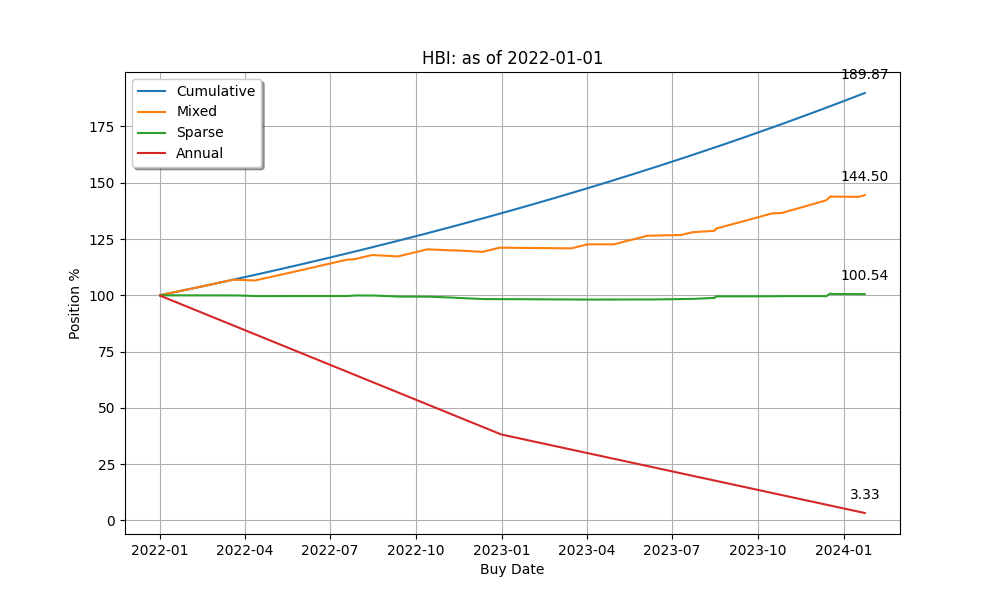 HBI: as of 2022-01-01
189.87
Cumulative
Mixed
Sparse
Annual
175
144.50
150
125
100.54
100
75
50
25
3.33
0
Position %
2022-01 2022-04 2022-07 2022-10 2023-01 2023-04 2023-07 2023-10 2024-01
Buy Date